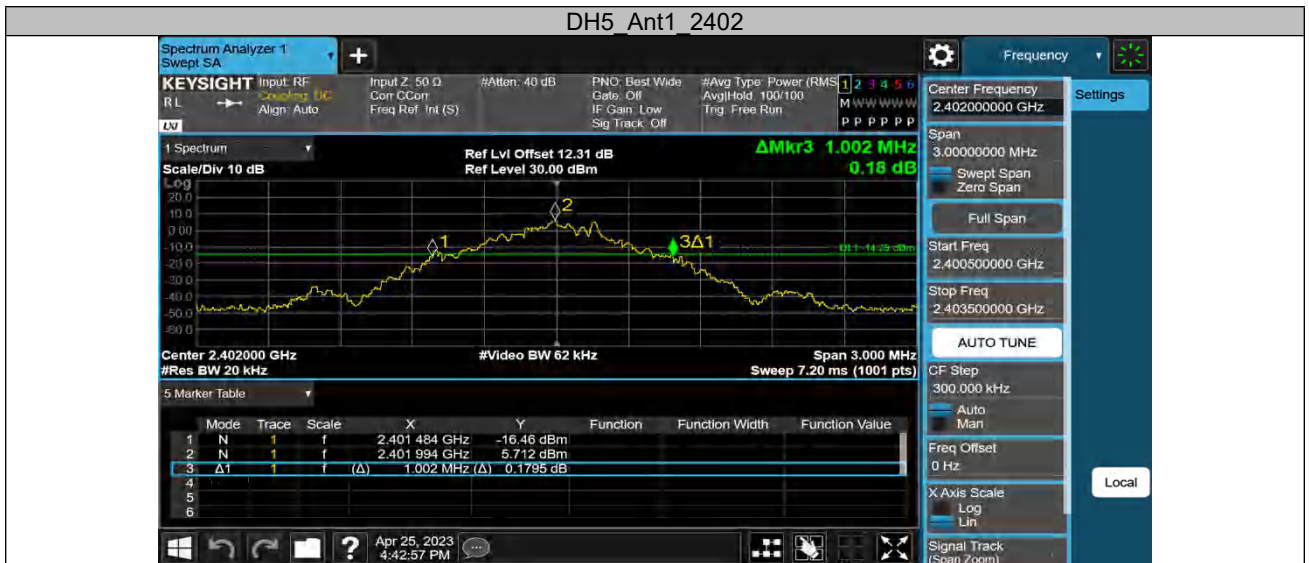 DH5_Ant1_2402
Spectrum Analyzer 1
Swept SA
Frequency
KEYSIGHT
RL
LXI
Input: RF
Coupling: DC
Align: Auto
Input Z: 50 Ω
Corr CCorr
Freq Ref: Int (S)
#Atten: 40 dB
PNO: Best Wide
Gate: Off
IF Gain: Low
Sig Track: Off
#Avg Type: Power (RMS
Avg|Hold: 100/100
Trig: Free Run
1 2 3 4 5 6
M W W W W W
P P P P P P
1 Spectrum
Scale/Div 10 dB
Ref Lvl Offset 12.31 dB
Ref Level 30.00 dBm
ΔMkr3 1.002 MHz
0.18 dB
Log
20.0
10.0
0.00
-10.0
-20.0
-30.0
-40.0
-50.0
-60.0
1
2
3Δ1
Center 2.402000 GHz
#Video BW 62 kHz
Span 3.000 MHz
#Res BW 20 kHz
Sweep 7.20 ms (1001 pts)
5 Marker Table
Mode Trace Scale X Y Function Function Width Function Value
1 N 1 f 2.401 484 GHz -16.46 dBm
2 N 1 f 2.401 994 GHz 5.712 dBm
3 Δ1 1 f (Δ) 1.002 MHz (Δ) 0.1795 dB
4
5
6
Apr 25, 2023
4:42:57 PM
Center Frequency
2.402000000 GHz
Span
3.00000000 MHz
Swept Span
Zero Span
Full Span
Start Freq
2.400500000 GHz
Stop Freq
2.403500000 GHz
AUTO TUNE
CF Step
300.000 kHz
Auto
Man
Freq Offset
0 Hz
X Axis Scale
Log
Lin
Signal Track
(Span Zoom)
Settings
Local